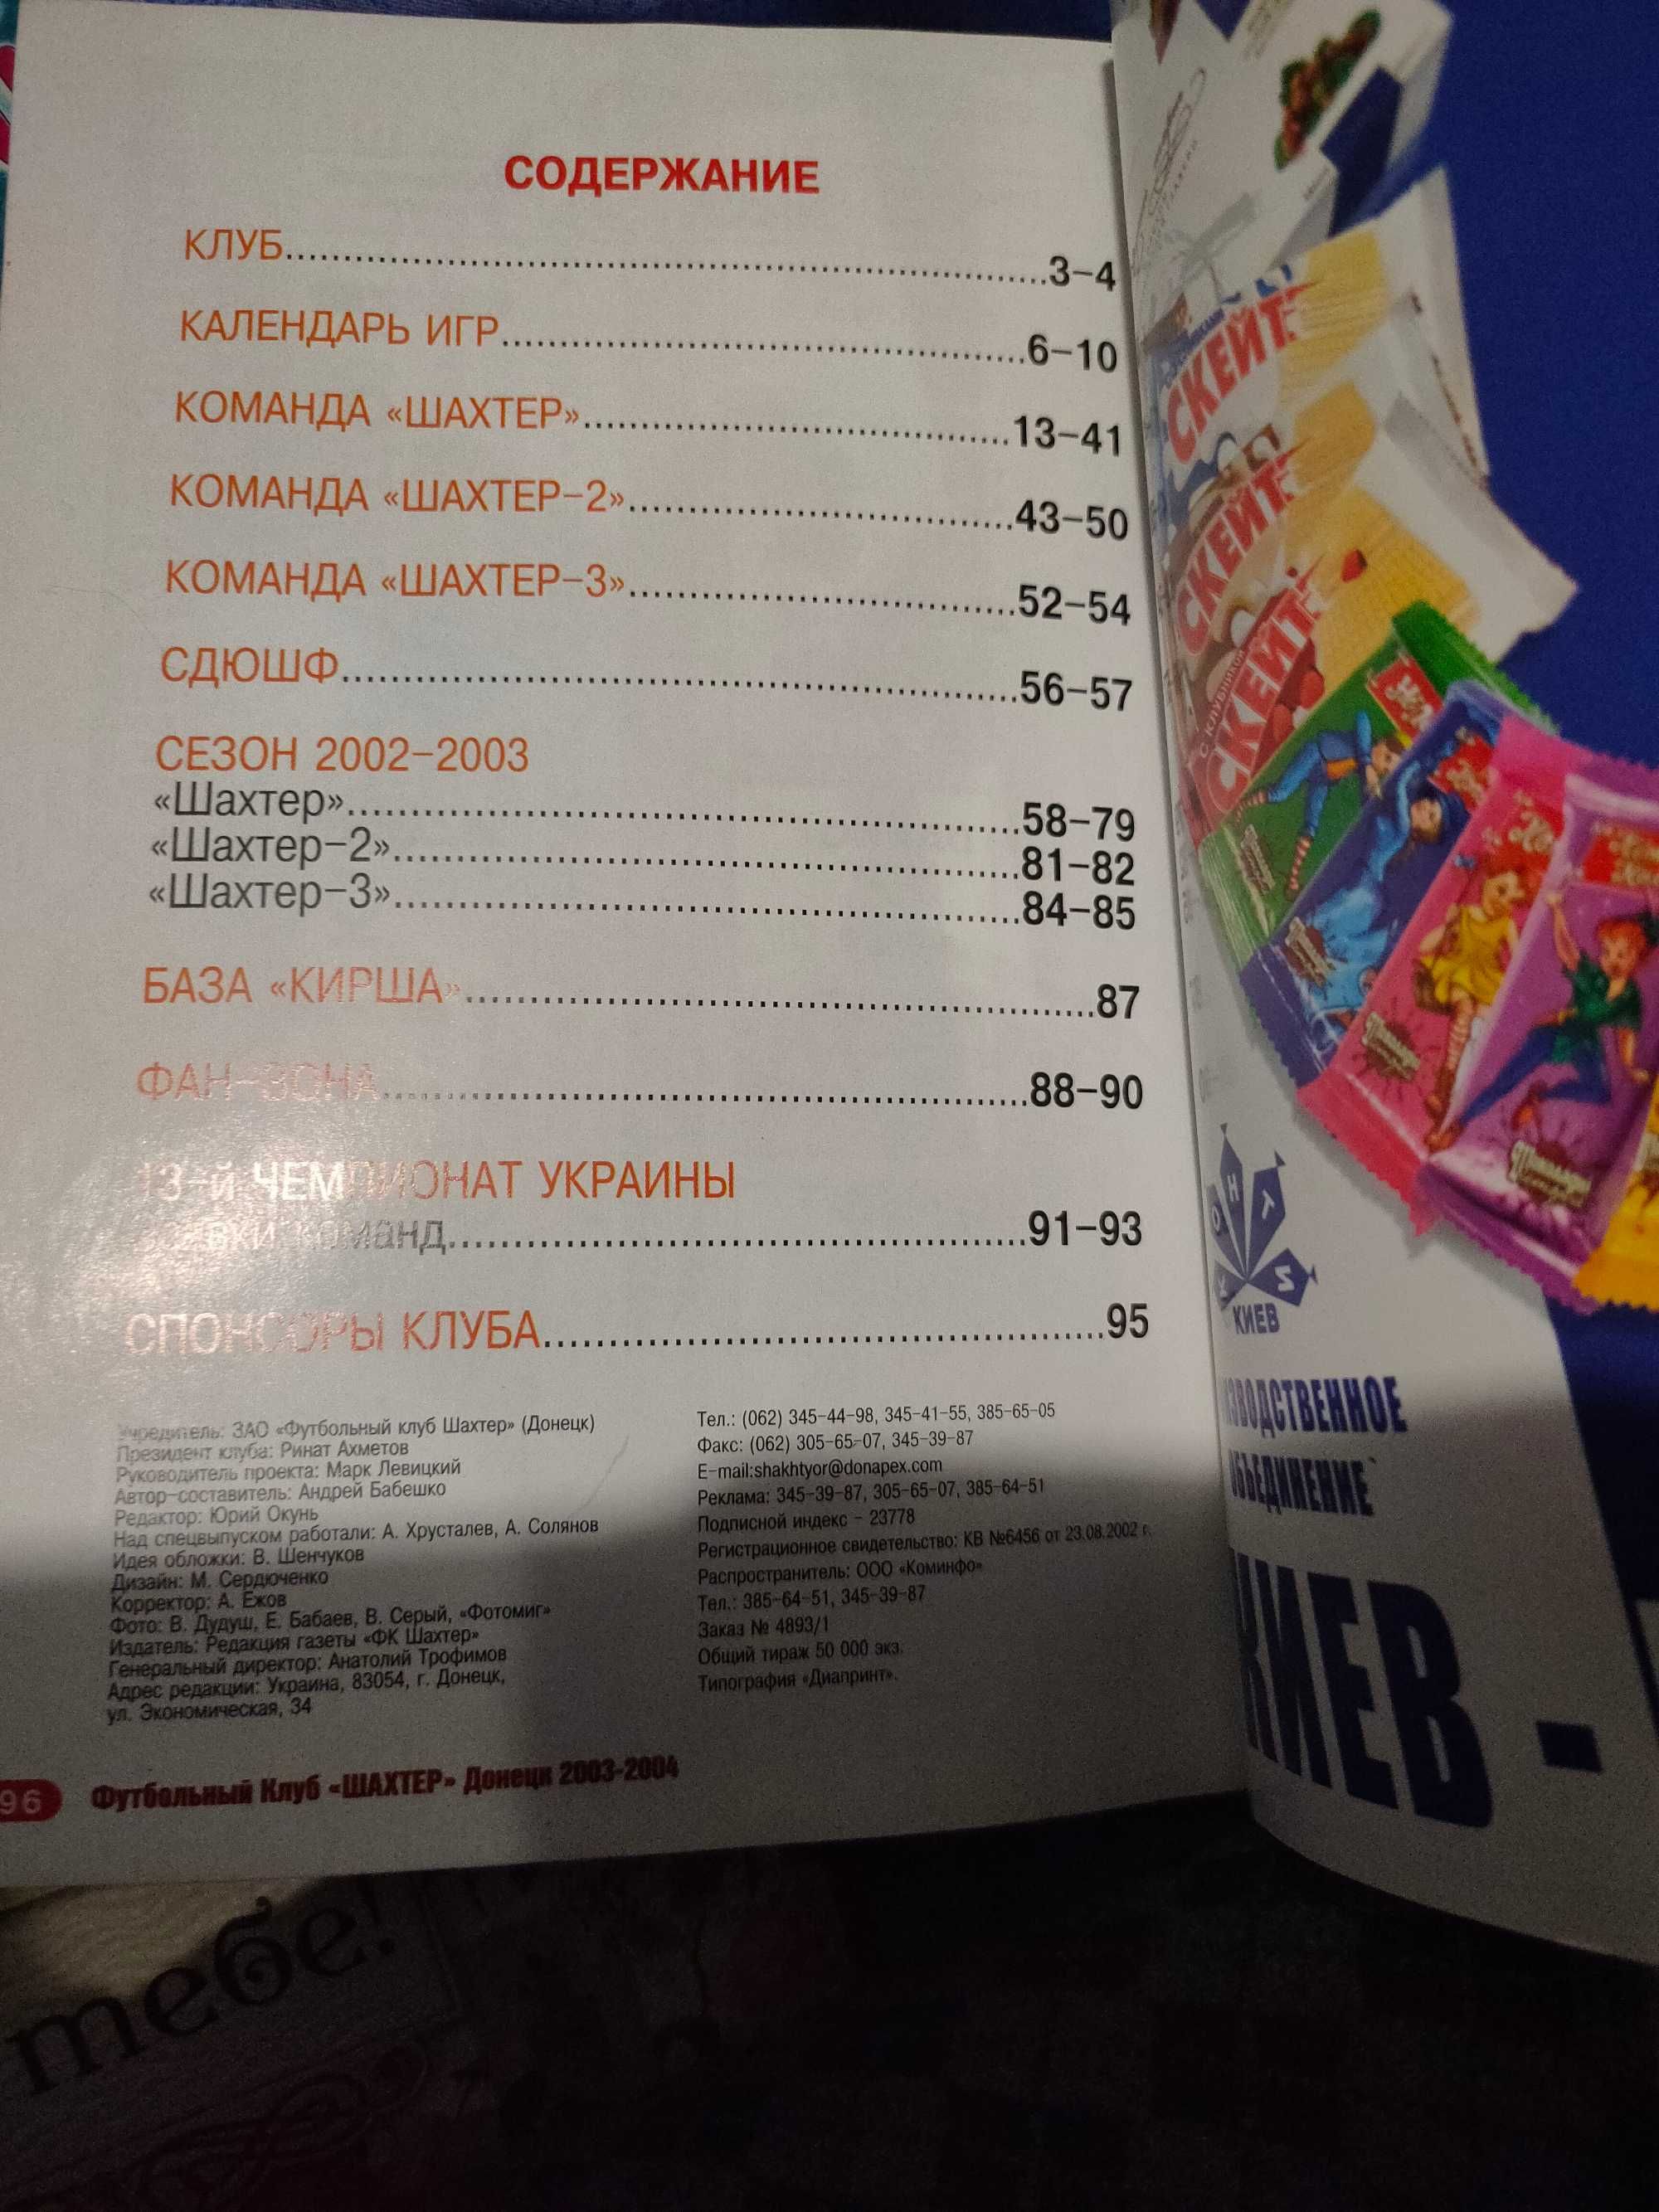 СОДЕРЖАНИЕ
КЛУБ....................3-4
КАЛЕНДАРЬ ИГР....................6-10
КОМАНДА «ШАХТЕР»....................13-41
КОМАНДА «ШАХТЕР-2»....................43-50
КОМАНДА «ШАХТЕР-3»....................52-54
СДЮШФ....................56-57
СЕЗОН 2002-2003
«Шахтер»....................58-79
«Шахтер-2»....................81-82
«Шахтер-3»....................84-85
БАЗА «КИРША»....................87
ФАН-ЗОНА....................88-90
13-й ЧЕМПИОНАТ УКРАИНЫ
команд....................91-93
СПОНСОРЫ КЛУБА....................95
Учредитель: ЗАО «Футбольный клуб Шахтер» (Донецк)
Президент клуба: Ринат Ахметов
Руководитель проекта: Марк Левицкий
Автор-составитель: Андрей Бабешко
Редактор: Юрий Окунь
Над спецвыпуском работали: А. Хрусталев, А. Солянов
Идея обложки: В. Шенчуков
Дизайн: М. Сердюченко
Корректор: А. Ежов
Фото: В. Дудуш, Е. Бабаев, В. Серый, «Фотомиг»
Издатель: Редакция газеты «ФК Шахтер»
Генеральный директор: Анатолий Трофимов
Адрес редакции: Украина, 83054, г. Донецк,
ул. Экономическая, 34
Тел.: (062) 345-44-98, 345-41-55, 385-65-05
Факс: (062) 305-65-07, 345-39-87
E-mail:shakhtyor@donapex.com
Реклама: 345-39-87, 305-65-07, 385-64-51
Подписной индекс - 23778
Регистрационное свидетельство: КВ №6456 от 23.08.2002 г.
Распространитель: ООО «Коминфо»
Тел.: 385-64-51, 345-39-87
Заказ № 4893/1
Общий тираж 50 000 экз.
Типография «Диапринт».
96 Футбольный Клуб «ШАХТЕР» Донецк 2003-2004
СКЕЙТ
СКЕЙТ
С КЛУБНИКОЙ
СКЕЙТ
КОНТИ
КИЕВ
ИЗВОДСТВЕННОЕ
ОБЪЕДИНЕНИЕ
КИЕВ -
тебе!